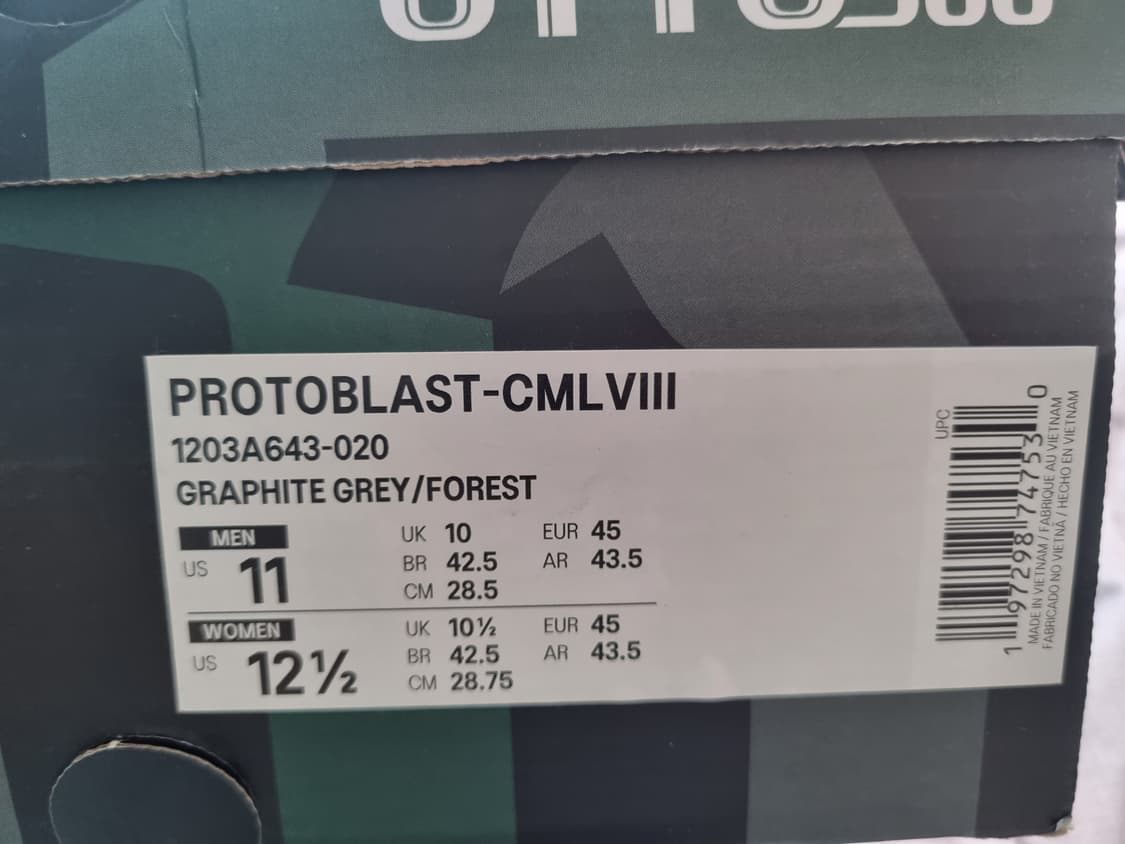 PROTOBLAST-CMLVIII
1203A643-020
GRAPHITE GREY/FOREST
MEN
US 11
UK 10 EUR 45
BR 42.5 AR 43.5
CM 28.5
WOMEN
US 12½
UK 10½ EUR 45
BR 42.5 AR 43.5
CM 28.75
UPC
1 97298 74753 0
MADE IN VIETNAM / FABRIQUE AU VIETNAM
FABRICADO NO VIETNÃ / HECHO EN VIETNAM